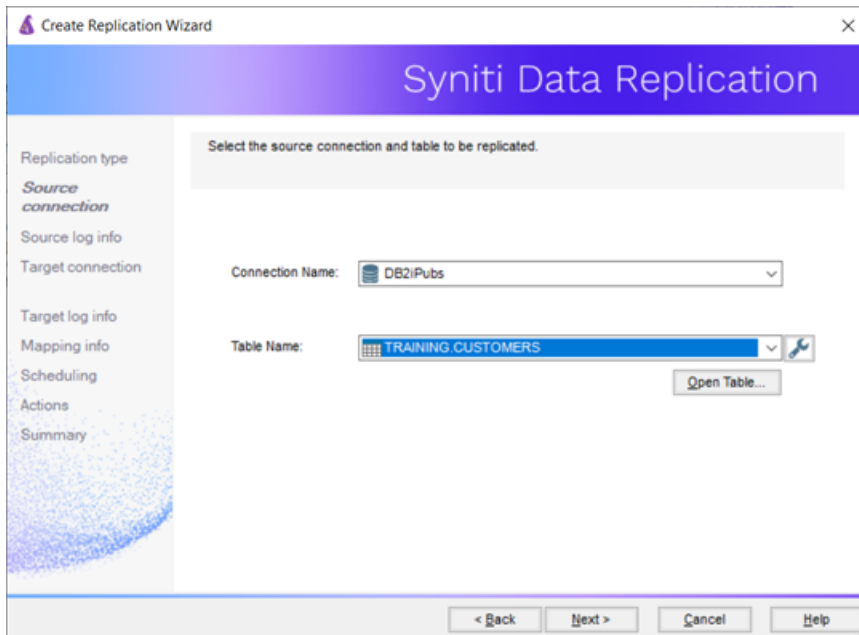 Create Replication Wizard
Syniti Data Replication
Replication type
Source
connection
Source log info
Target connection
Target log info
Mapping info
Scheduling
Actions
Summary
Select the source connection and table to be replicated.
Connection Name: DB2iPubs
Table Name: TRAINING.CUSTOMERS
Open Table...
< Back Next > Cancel Help